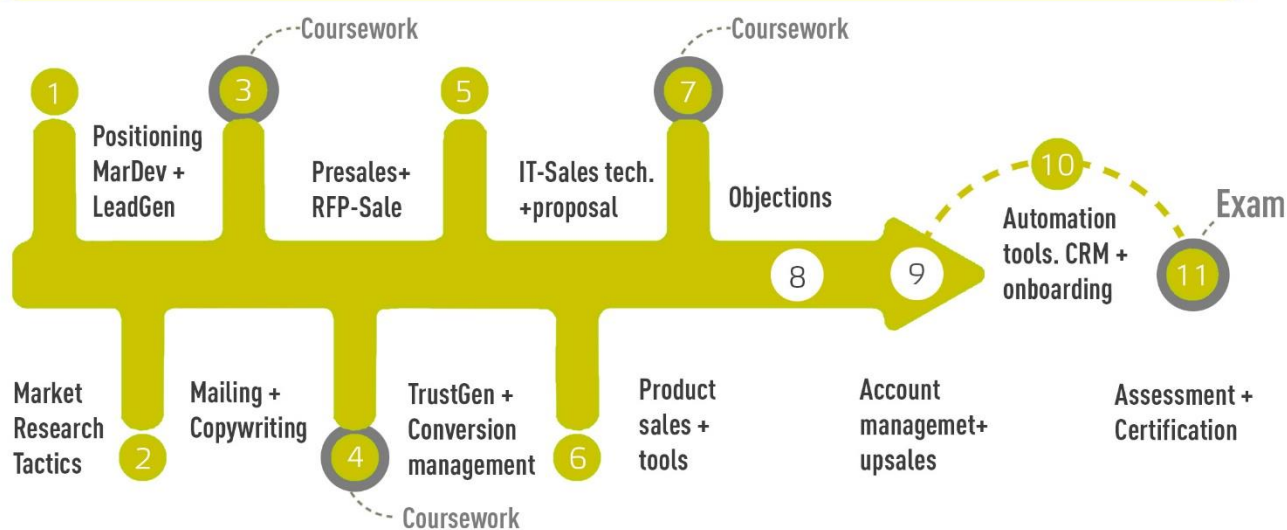 Coursework
Coursework
1
3
5
7
Positioning
MarDev +
LeadGen
Presales+
RFP-Sale
IT-Sales tech.
+proposal
Objections
10
Automation
tools. CRM +
onboarding
Exam
8
9
11
Market
Research
Tactics
2
Mailing +
Copywriting
4
TrustGen +
Conversion
management
6
Product
sales +
tools
Account
managemet+
upsales
Assessment +
Certification
Coursework